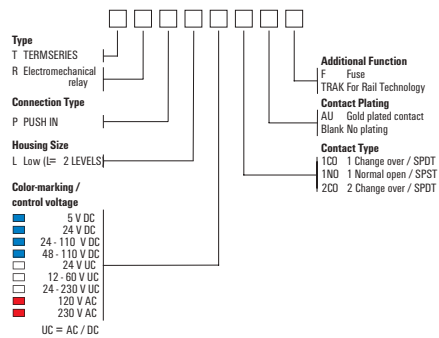 Type
T TERMSERIES
R Electromechanical
relay
Connection Type
P PUSH IN
Housing Size
L Low (L= 2 LEVELS)
Color-marking /
control voltage
5 V DC
24 V DC
24 - 110 V DC
48 - 110 V DC
24 V UC
12 - 60 V UC
24 - 230 V UC
120 V AC
230 V AC
UC = AC / DC
Additional Function
F Fuse
TRAK For Rail Technology
Contact Plating
AU Gold plated contact
Blank No plating
Contact Type
1CO 1 Change over / SPDT
1NO 1 Normal open / SPST
2CO 2 Change over / SPDT